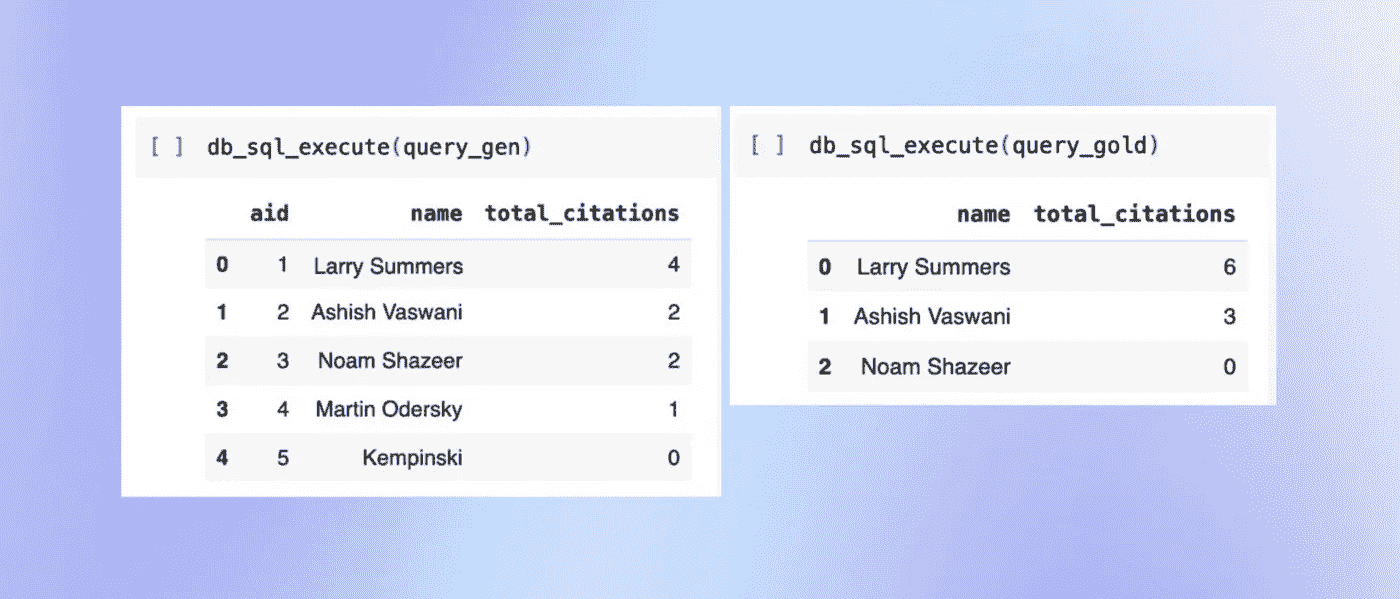 [ ] db_sql_execute(query_gen)
aid name total_citations
0 1 Larry Summers 4
1 2 Ashish Vaswani 2
2 3 Noam Shazeer 2
3 4 Martin Odersky 1
4 5 Kempinski 0
[ ] db_sql_execute(query_gold)
name total_citations
0 Larry Summers 6
1 Ashish Vaswani 3
2 Noam Shazeer 0